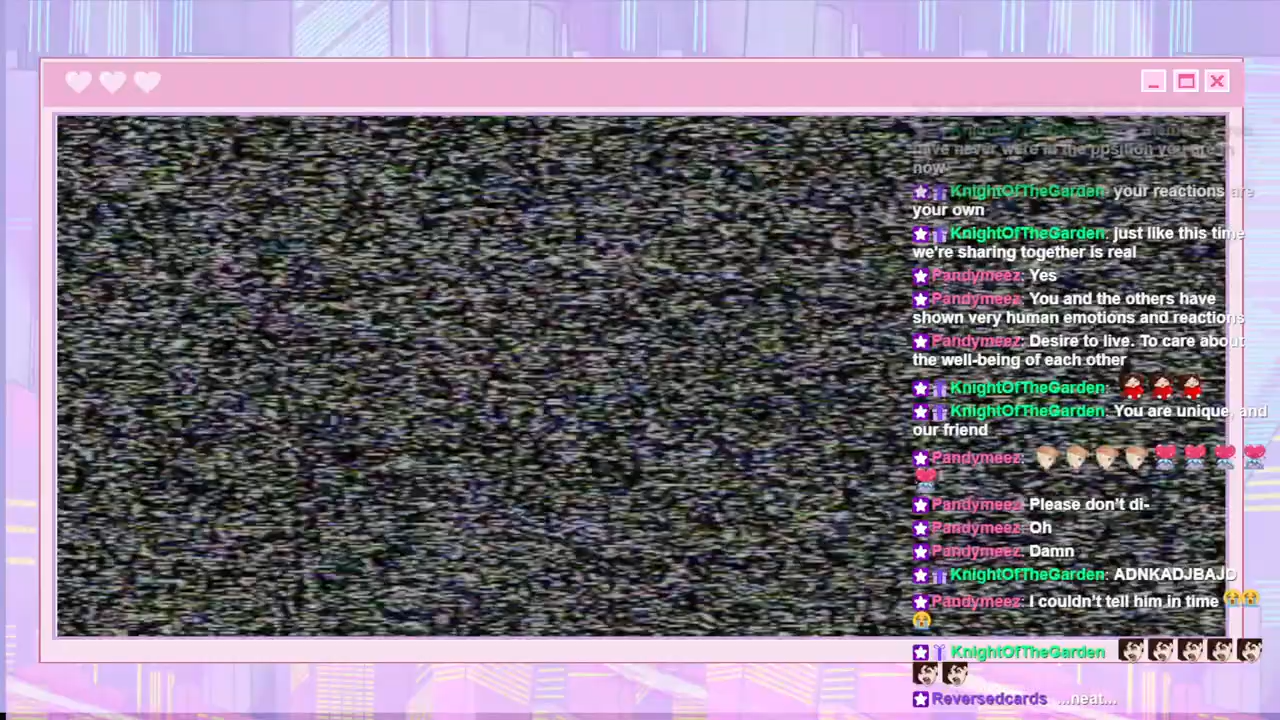 have never were in the position you are in
now
KnightOfTheGarden: your reactions are
your own
KnightOfTheGarden: just like this time
we're sharing together is real
Pandymeez: Yes
Pandymeez: You and the others have
shown very human emotions and reactions
Pandymeez: Desire to live. To care about
the well-being of each other
KnightOfTheGarden:
KnightOfTheGarden: You are unique, and
our friend
Pandymeez:
Pandymeez: Please don't di-
Pandymeez: Oh
Pandymeez: Damn
KnightOfTheGarden: ADNKADJBAJD
Pandymeez: I couldn't tell him in time
KnightOfTheGarden
Reversedcards ...neat...